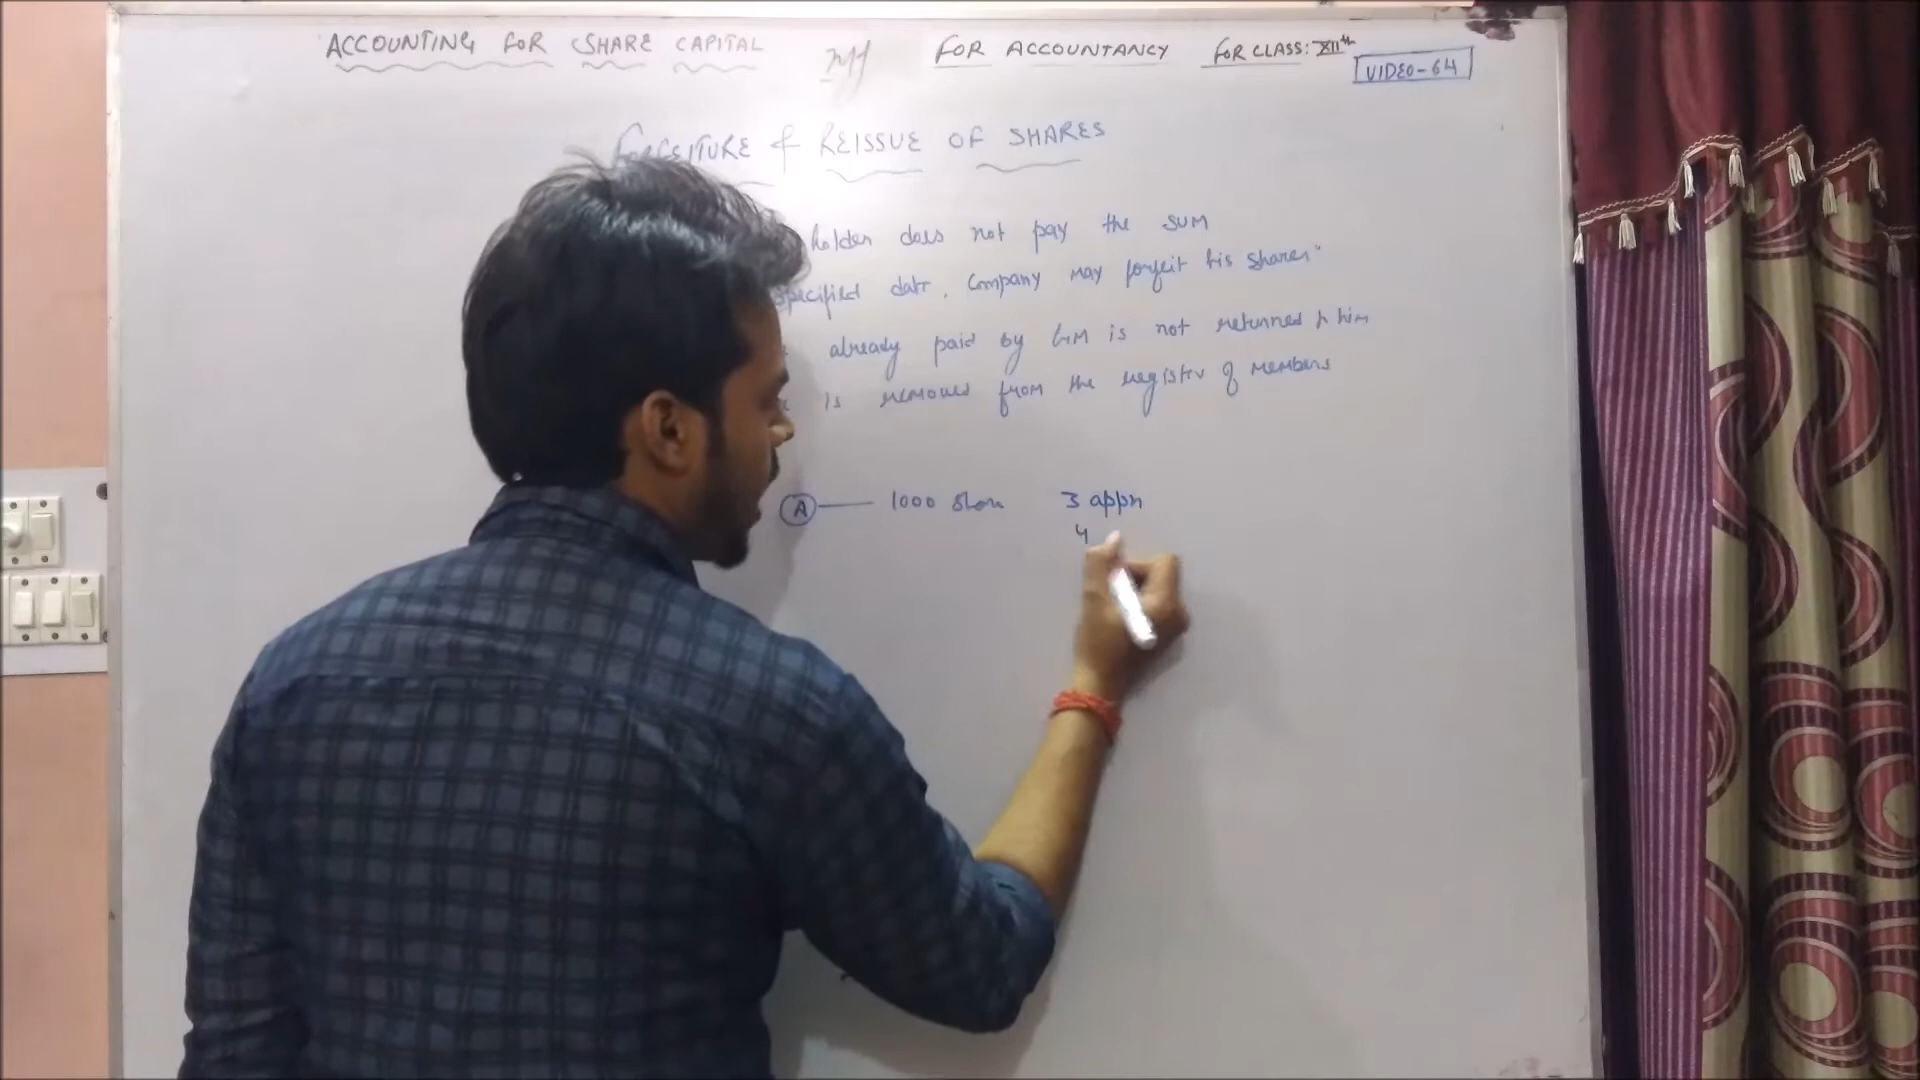 ACCOUNTING FOR SHARE CAPITAL FOR ACCOUNTANCY FOR CLASS: XIIth
VIDEO-64
FORFEITURE & REISSUE OF SHARES
holder does not pay the SUM
specified date, Company may forfeit his shares"
already paid by him is not returned to him
is removed from the register of members
A 1000 Share 3 appn
4